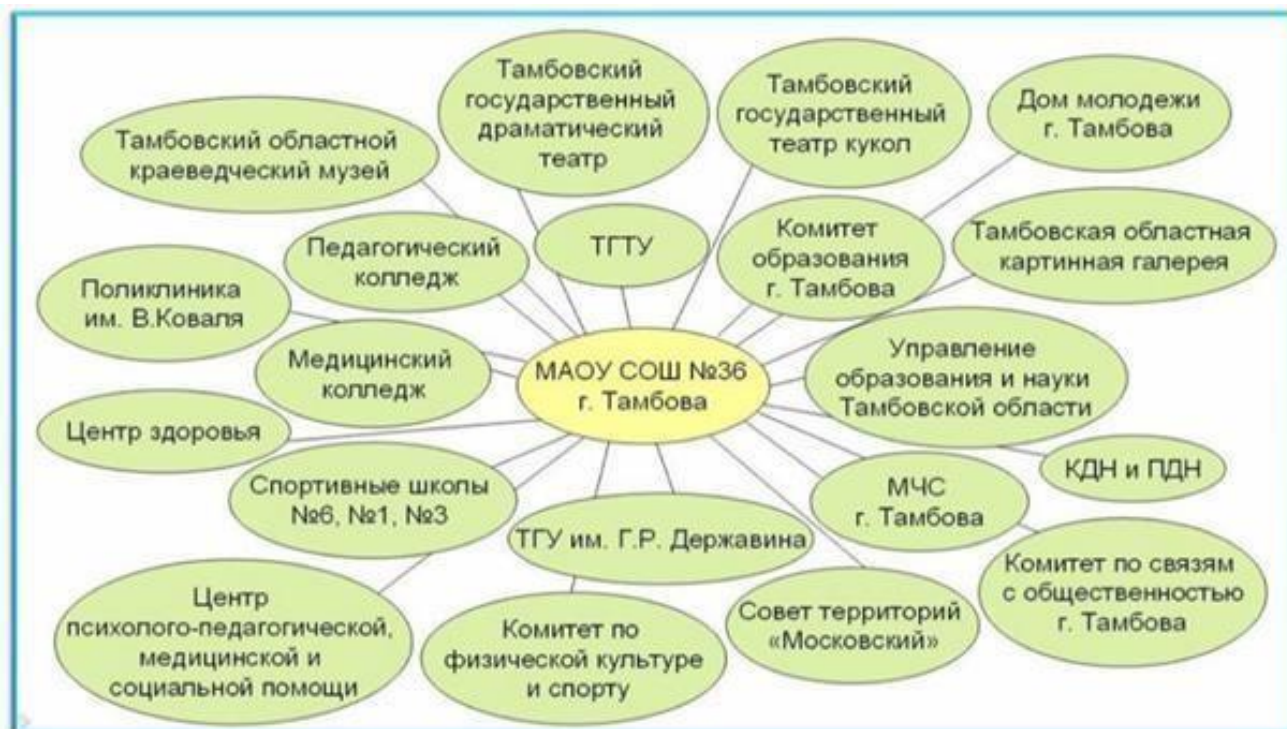 Тамбовский
государственный
драматический
театр
Тамбовский
государственный
театр кукол
Дом молодежи
г. Тамбова
Тамбовский областной
краеведческий музей
Педагогический
колледж
ТГТУ
Комитет
образования
г. Тамбова
Тамбовская областная
картинная галерея
Поликлиника
им. В.Коваля
Медицинский
колледж
МАОУ СОШ №36
г. Тамбова
Управление
образования и науки
Тамбовской области
Центр здоровья
Спортивные школы
№6, №1, №3
ТГУ им. Г.Р. Державина
МЧС
г. Тамбова
КДН и ПДН
Центр
психолого-педагогической,
медицинской и
социальной помощи
Комитет по
физической культуре
и спорту
Совет территорий
«Московский»
Комитет по связям
с общественностью
г. Тамбова